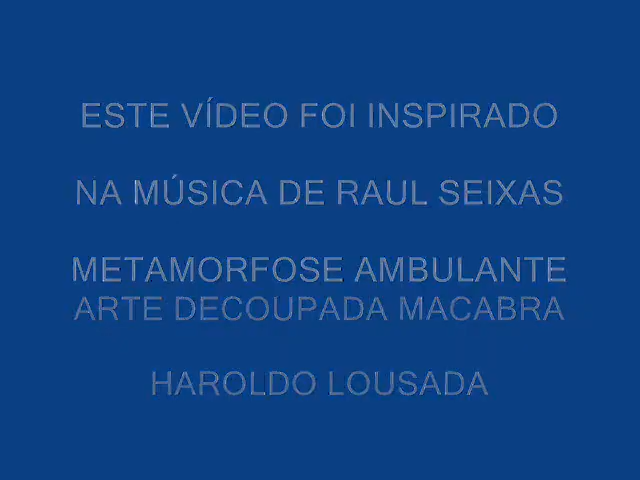 ESTE VÍDEO FOI INSPIRADO
NA MÚSICA DE RAUL SEIXAS
METAMORFOSE AMBULANTE
ARTE DECOUPADA MACABRA
HAROLDO LOUSADA